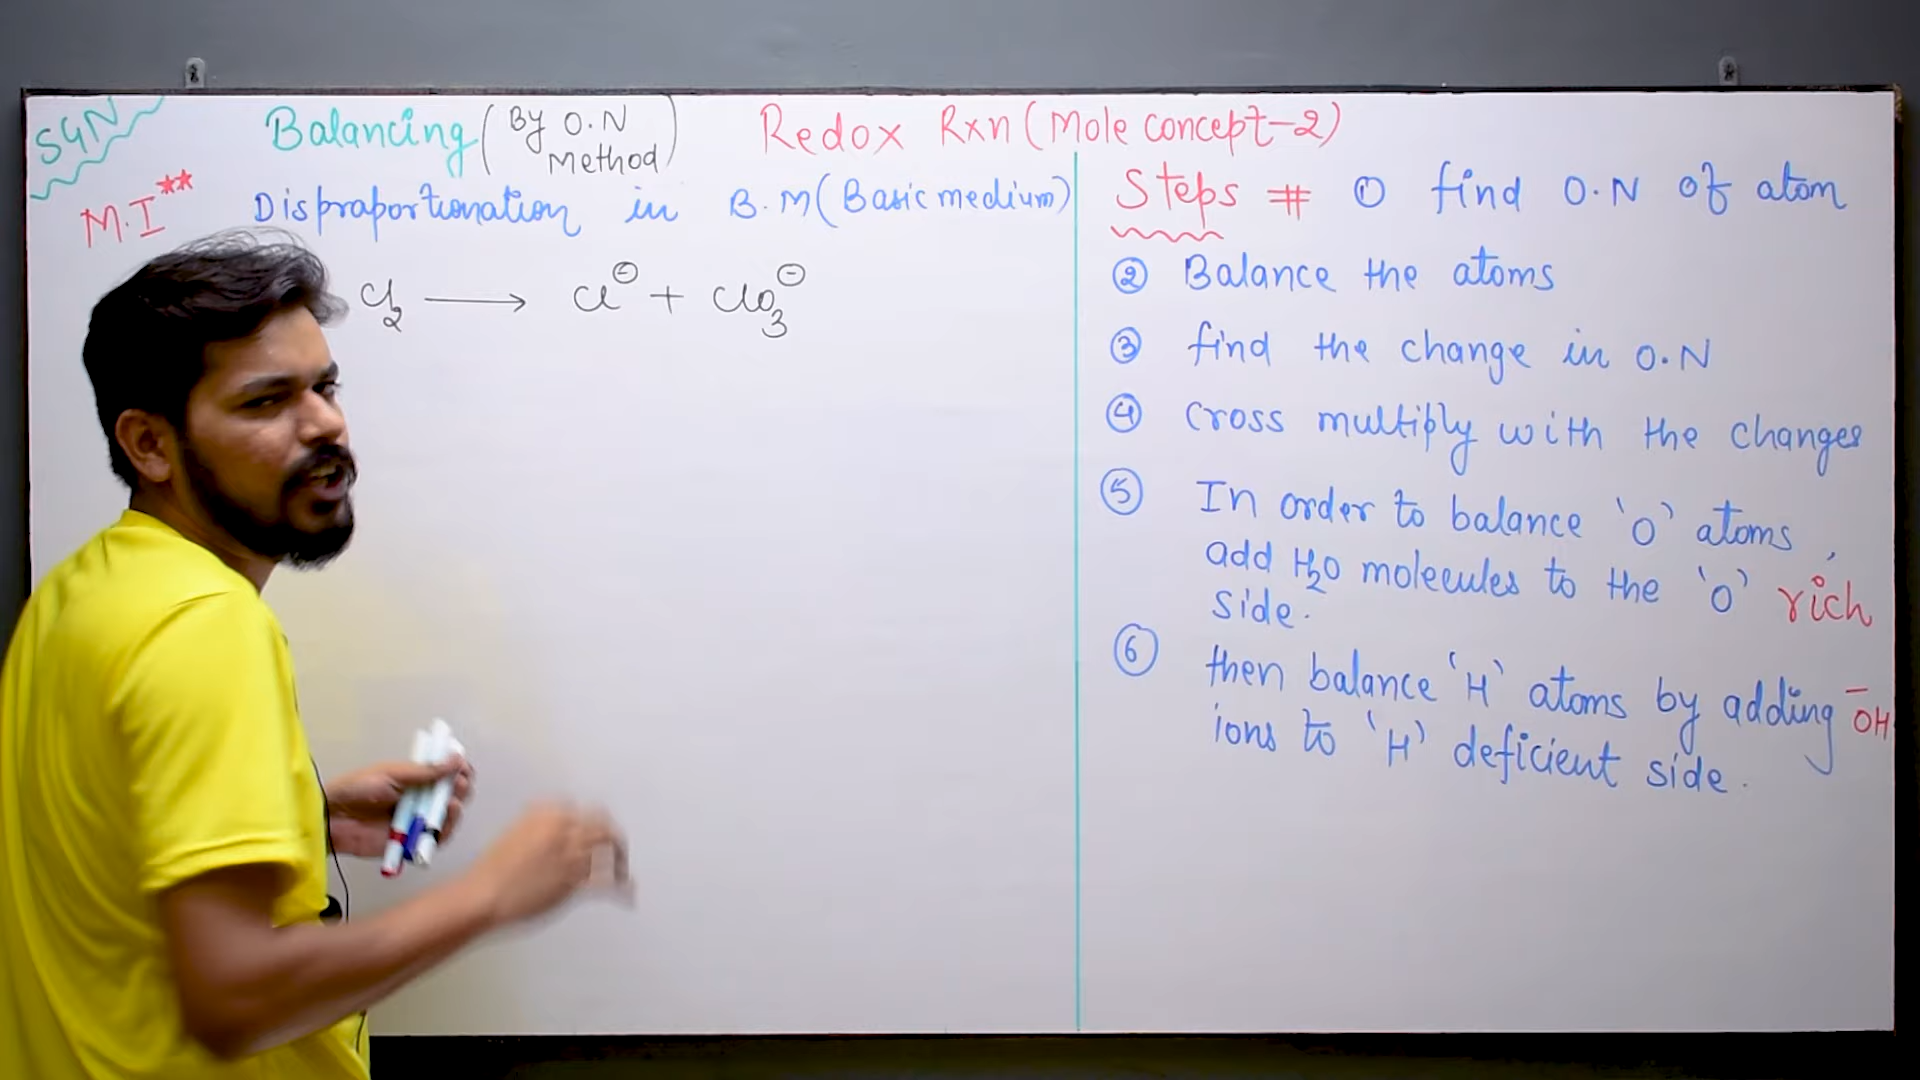 SGN
Balancing (By O.N Method) Redox Rxn (Mole concept-2)
M.I**
Dispraportionation in B.M (Basic medium)
Cl₂ ⟶ Cl⊖ + ClO₃⊖
Steps # ① find O.N of atom
② Balance the atoms
③ find the change in O.N
④ cross multiply with the changes
⑤ In order to balance 'O' atoms,
add H₂O molecules to the 'O' rich
side.
⑥ then balance 'H' atoms by adding ⁻OH
ions to 'H' deficient side.